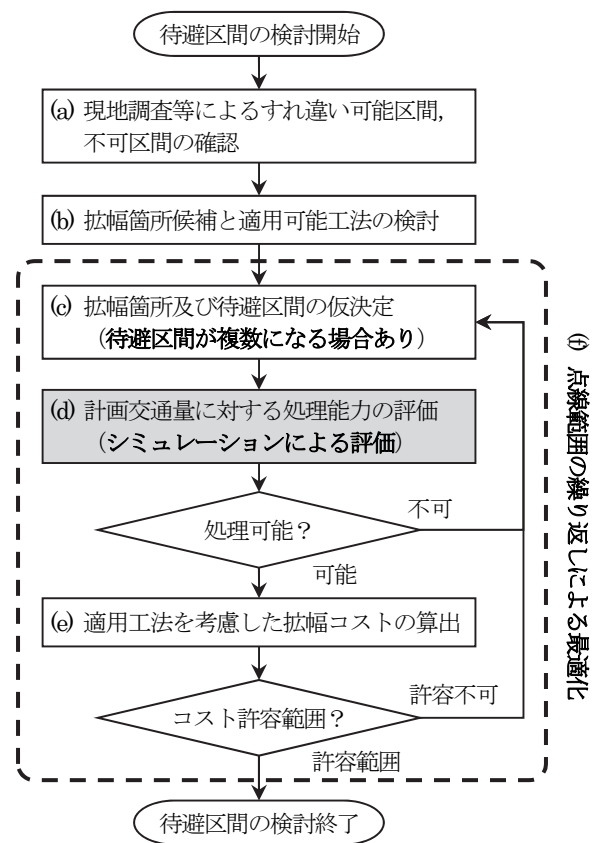 待避区間の検討開始
(a) 現地調査等によるすれ違い可能区間,
不可区間の確認
(b) 拡幅箇所候補と適用可能工法の検討
(c) 拡幅箇所及び待避区間の仮決定
（待避区間が複数になる場合あり）
(d) 計画交通量に対する処理能力の評価
（シミュレーションによる評価）
処理可能？
不可
可能
(e) 適用工法を考慮した拡幅コストの算出
コスト許容範囲？
許容不可
許容範囲
待避区間の検討終了
(f) 点線範囲の繰り返しによる最適化